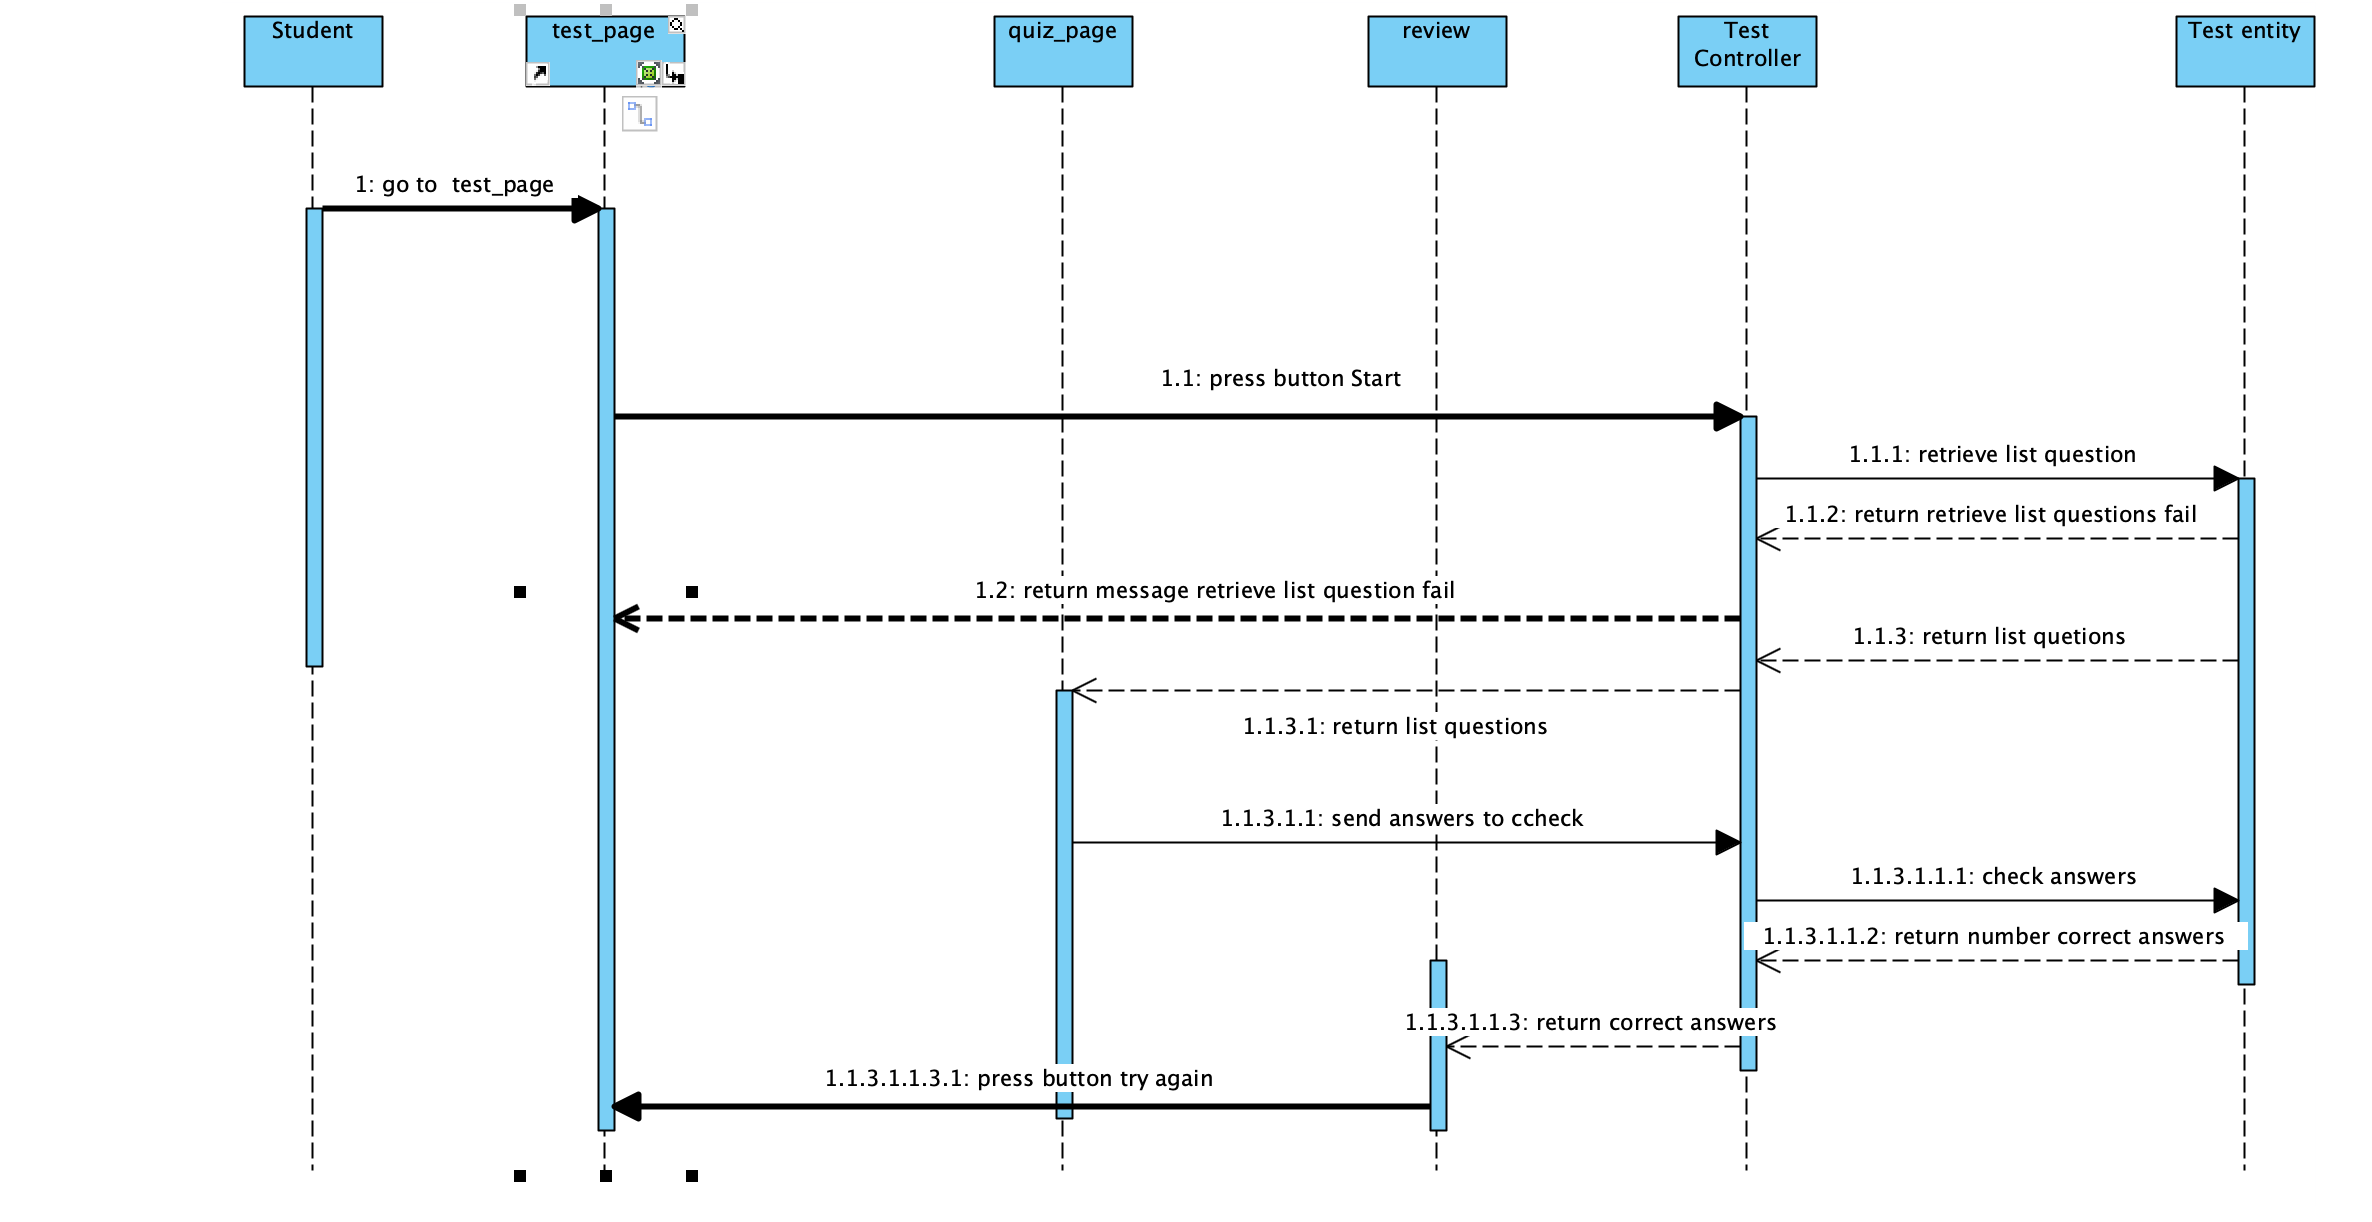 Student
test_page
quiz_page
review
Test
Controller
Test entity
1: go to  test_page
1.1: press button Start
1.1.1: retrieve list question
1.1.2: return retrieve list questions fail
1.2: return message retrieve list question fail
1.1.3: return list quetions
1.1.3.1: return list questions
1.1.3.1.1: send answers to ccheck
1.1.3.1.1.1: check answers
1.1.3.1.1.2: return number correct answers
1.1.3.1.1.3: return correct answers
1.1.3.1.1.3.1: press button try again